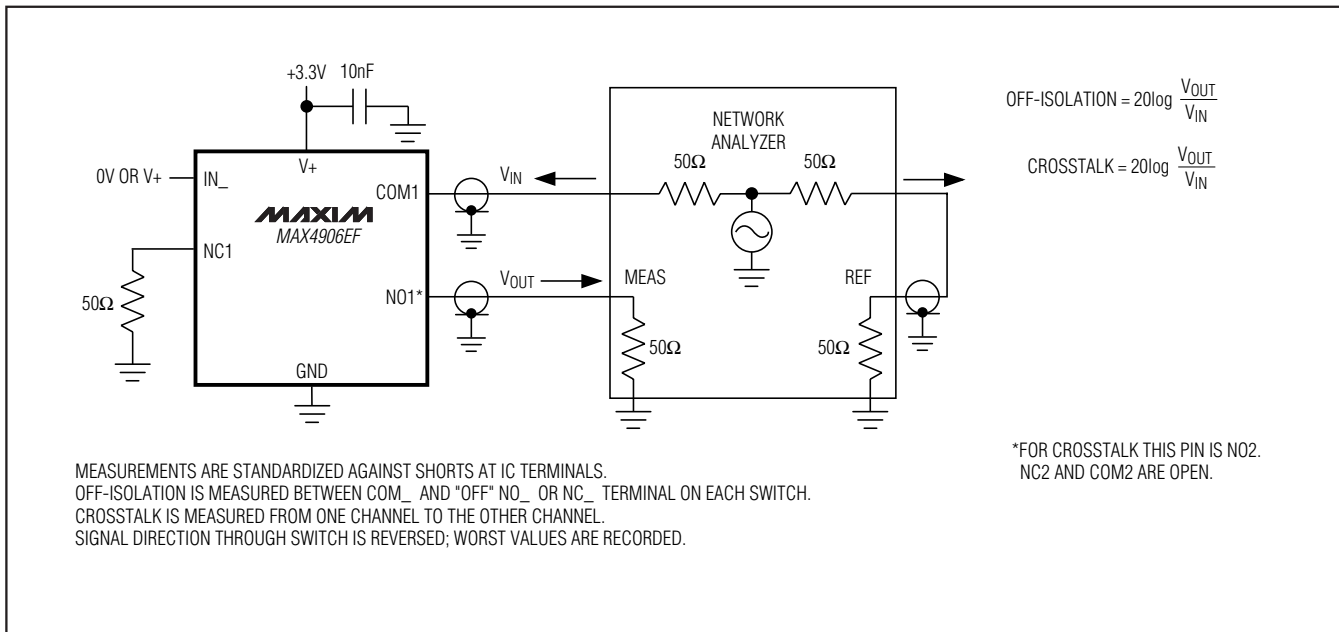 +3.3V 10nF
V+
0V OR V+
IN_
COM1
MAXIM
MAX4906EF
NC1
NO1*
50Ω
GND
VIN
VOUT
NETWORK
ANALYZER
50Ω 50Ω
MEAS REF
50Ω 50Ω
OFF-ISOLATION = 20log VOUT
VIN
CROSSTALK = 20log VOUT
VIN
*FOR CROSSTALK THIS PIN IS NO2.
NC2 AND COM2 ARE OPEN.
MEASUREMENTS ARE STANDARDIZED AGAINST SHORTS AT IC TERMINALS.
OFF-ISOLATION IS MEASURED BETWEEN COM_ AND "OFF" NO_ OR NC_ TERMINAL ON EACH SWITCH.
CROSSTALK IS MEASURED FROM ONE CHANNEL TO THE OTHER CHANNEL.
SIGNAL DIRECTION THROUGH SWITCH IS REVERSED; WORST VALUES ARE RECORDED.